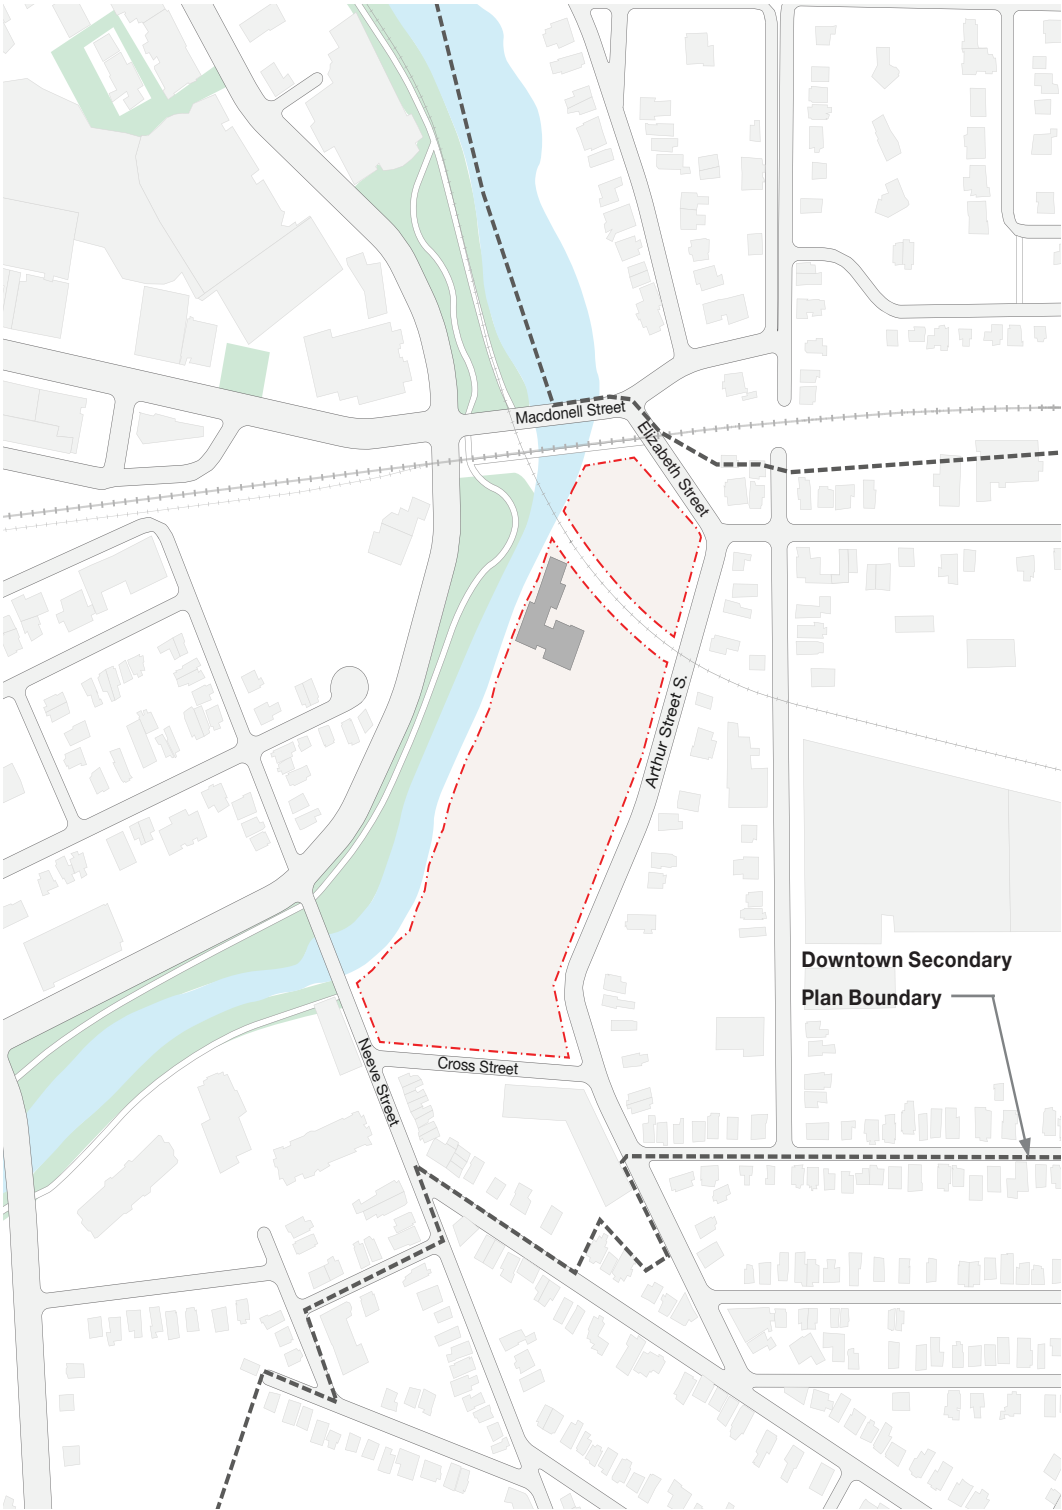 Macdonell Street
Elizabeth Street
Arthur Street S.
Downtown Secondary
Plan Boundary
Neeve Street
Cross Street